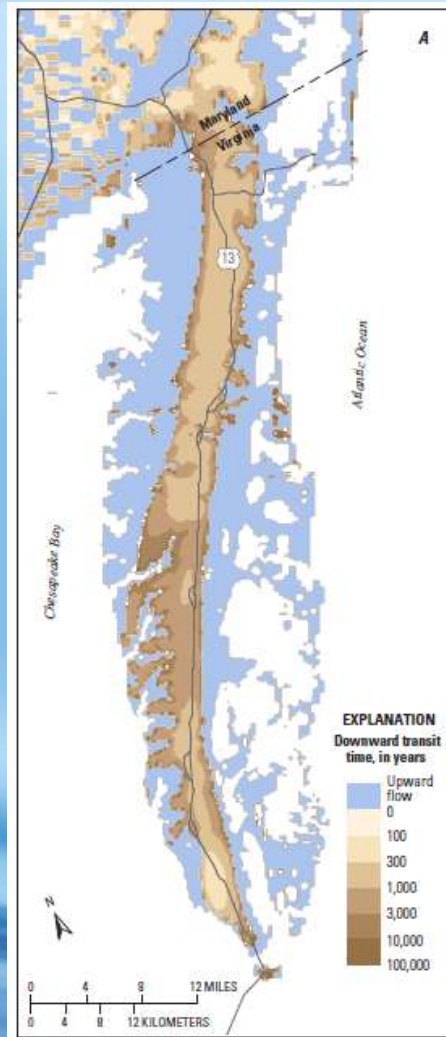 A
Maryland
Virginia
13
Atlantic Ocean
Chesapeake Bay
EXPLANATION
Downward transit
time, in years
Upward
flow
0
100
300
1,000
3,000
10,000
100,000
N
0 4 8 12 MILES
0 4 8 12 KILOMETERS